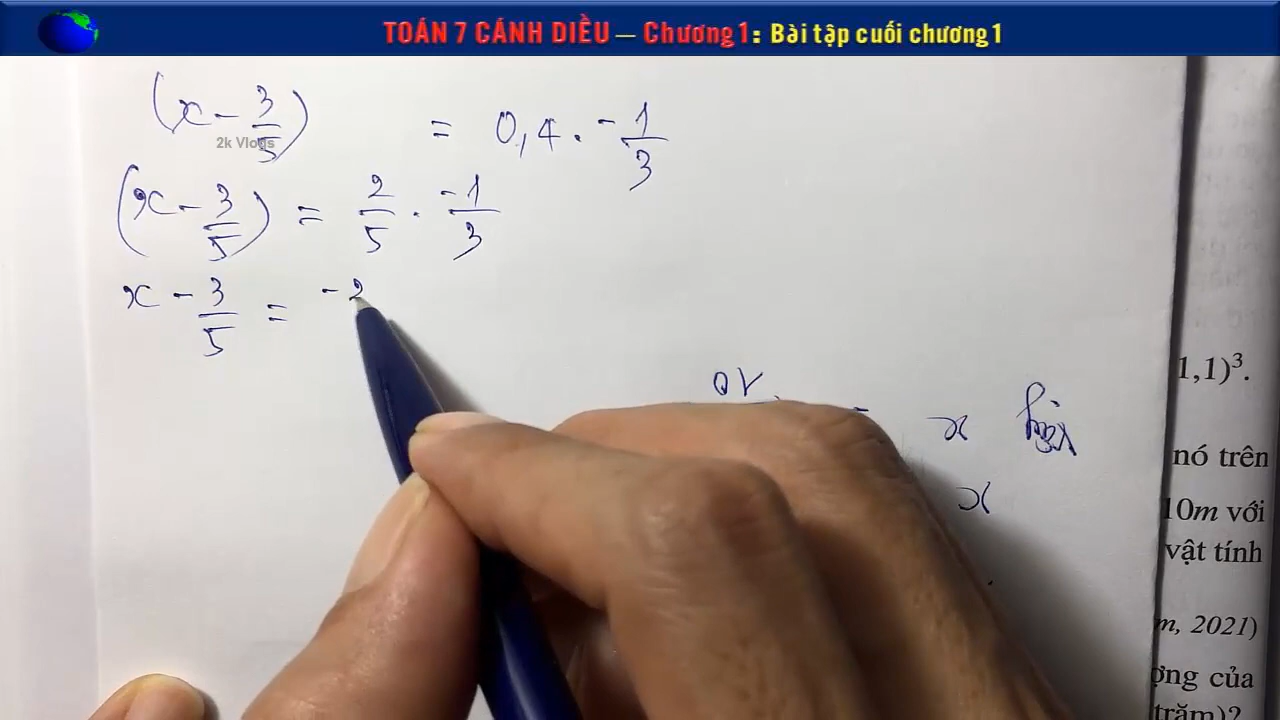 TOÁN 7 CÁNH DIỀU — Chương 1: Bài tập cuối chương 1
(x - 3/5) = 0,4 . -1/3
2k Vlogs
(x - 3/5) = 2/5 . -1/3
x - 3/5 = -2
1,1)³.
x
nó trên
x
10m với
vật tính
m, 2021)
ợng của
trăm)?